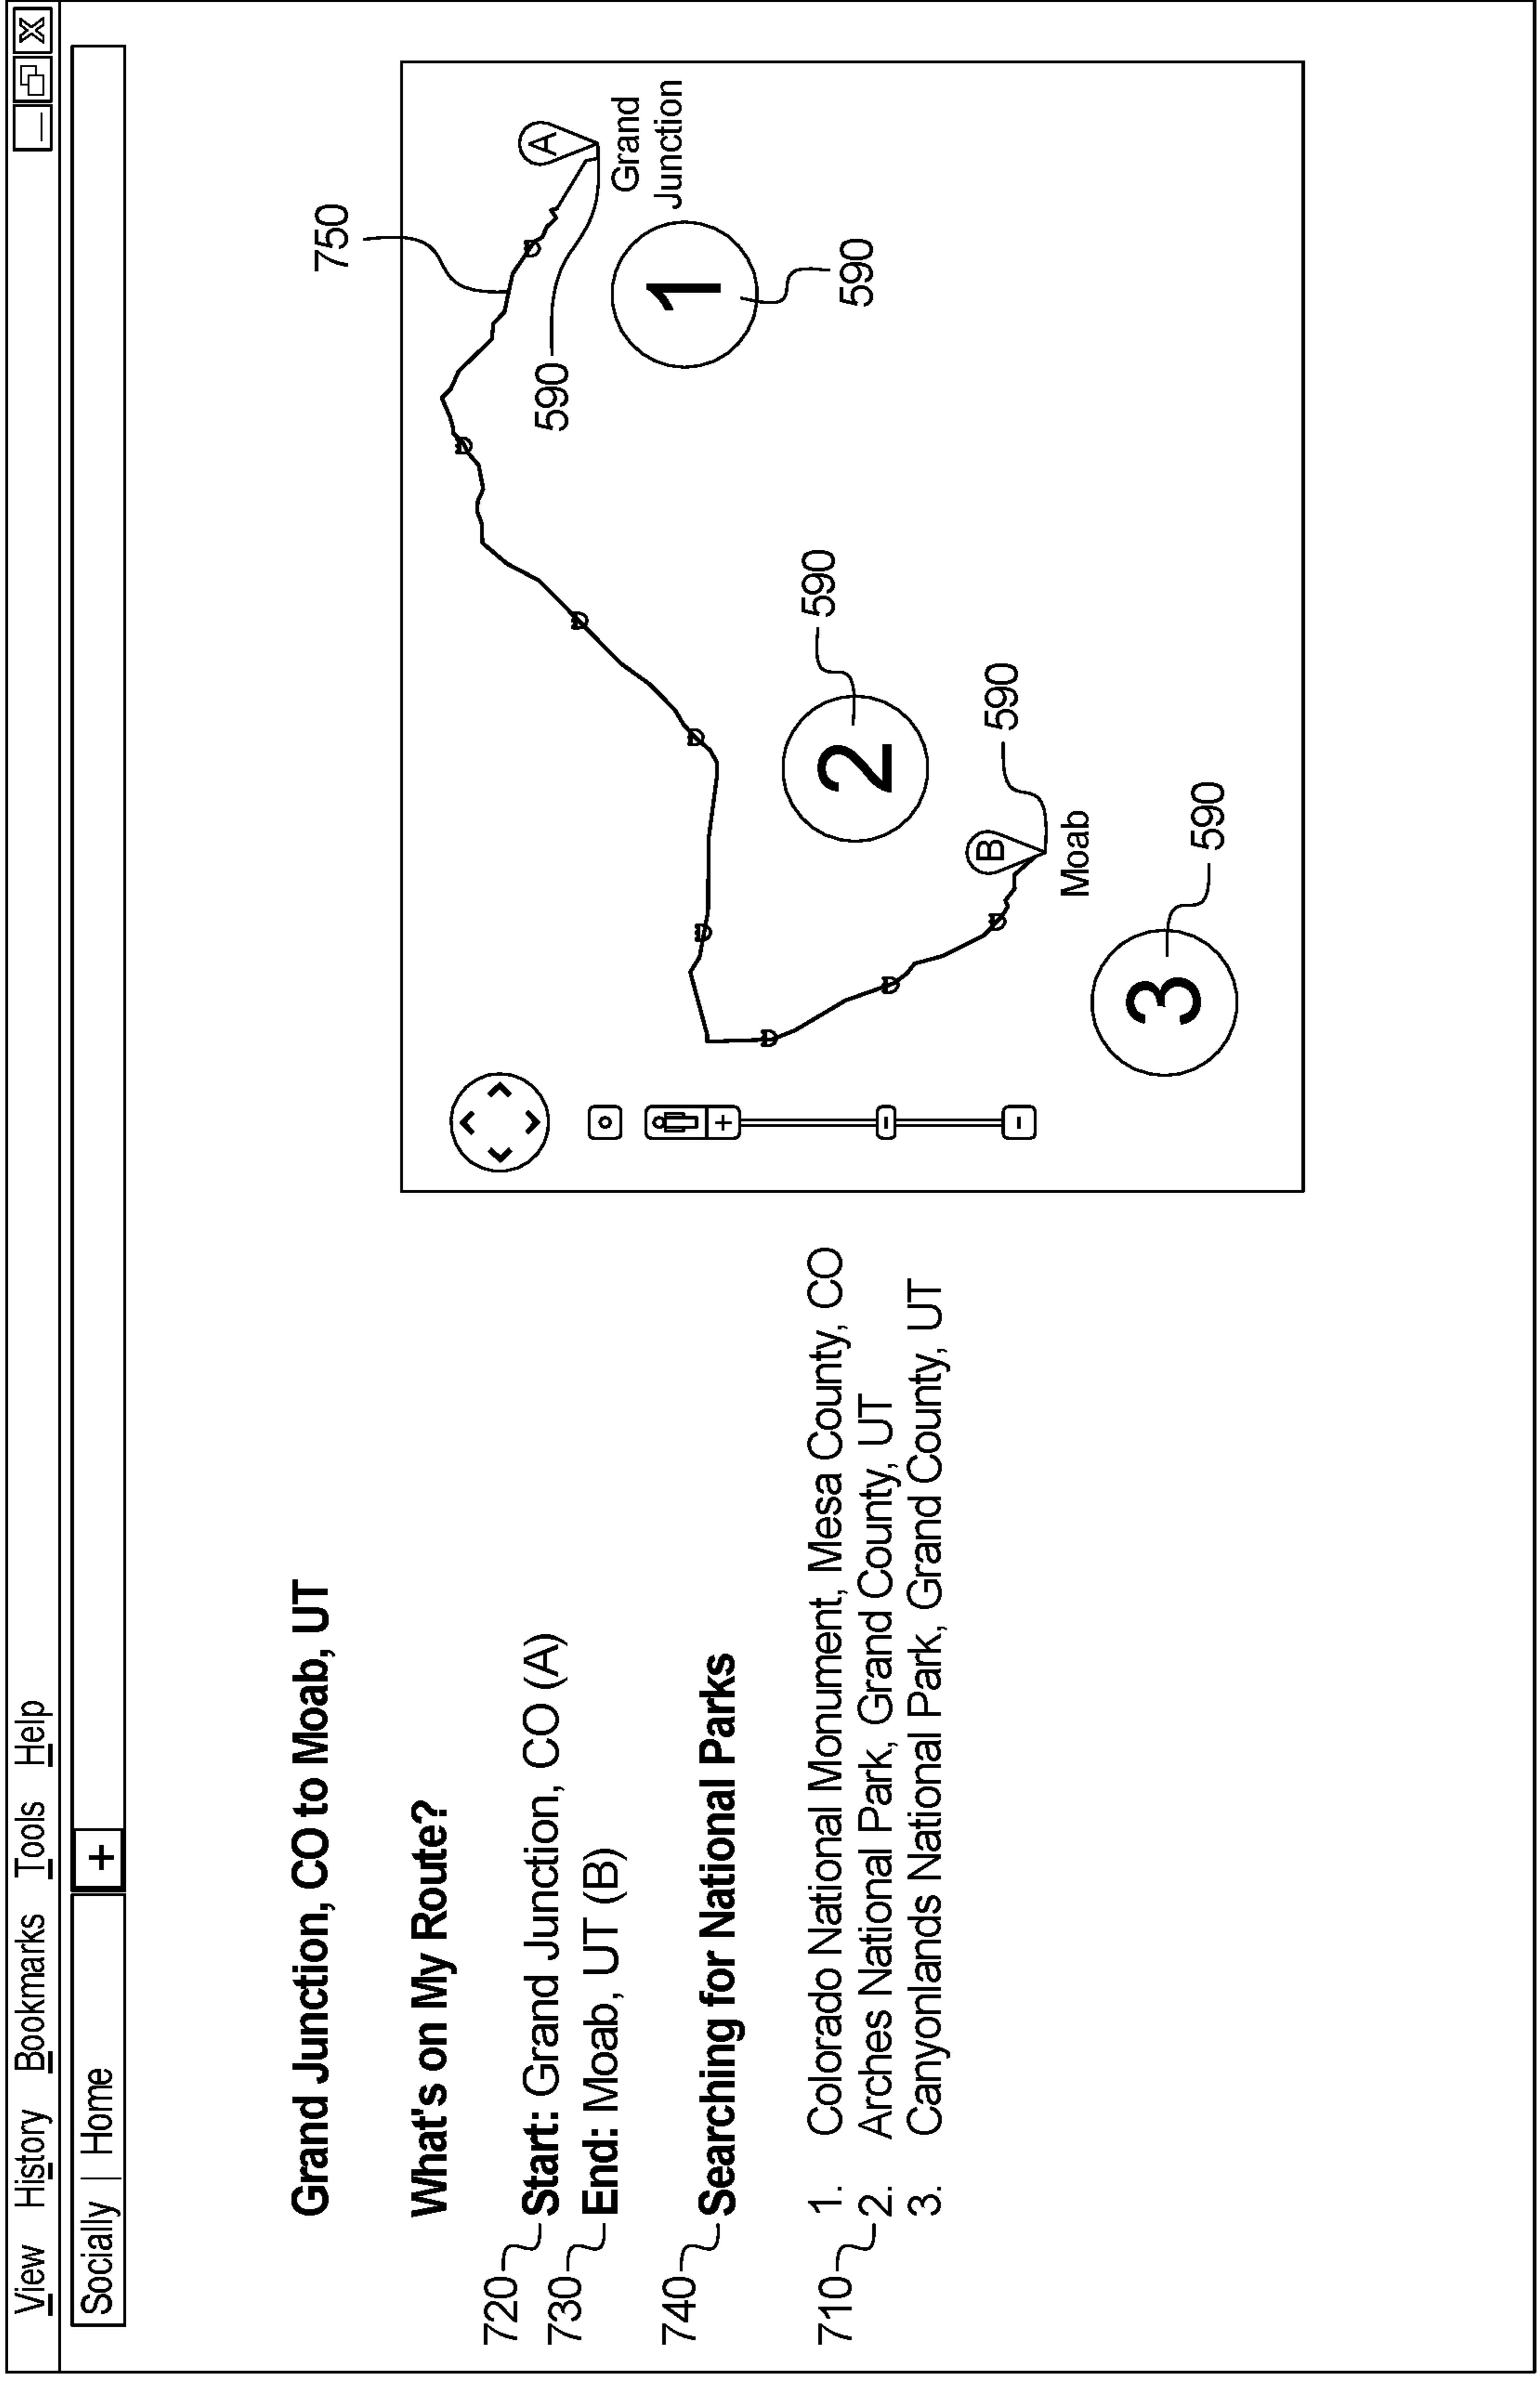 View History Bookmarks Tools Help
Socially | Home
+
Grand Junction, CO to Moab, UT
What's on My Route?
720 Start: Grand Junction, CO (A)
730 End: Moab, UT (B)
740 Searching for National Parks
1. Colorado National Monument, Mesa County, CO
710 2. Arches National Park, Grand County, UT
3. Canyonlands National Park, Grand County, UT
750
A
590
Grand
Junction
1
590
590
2
590
B
Moab
3
590
+
-
-